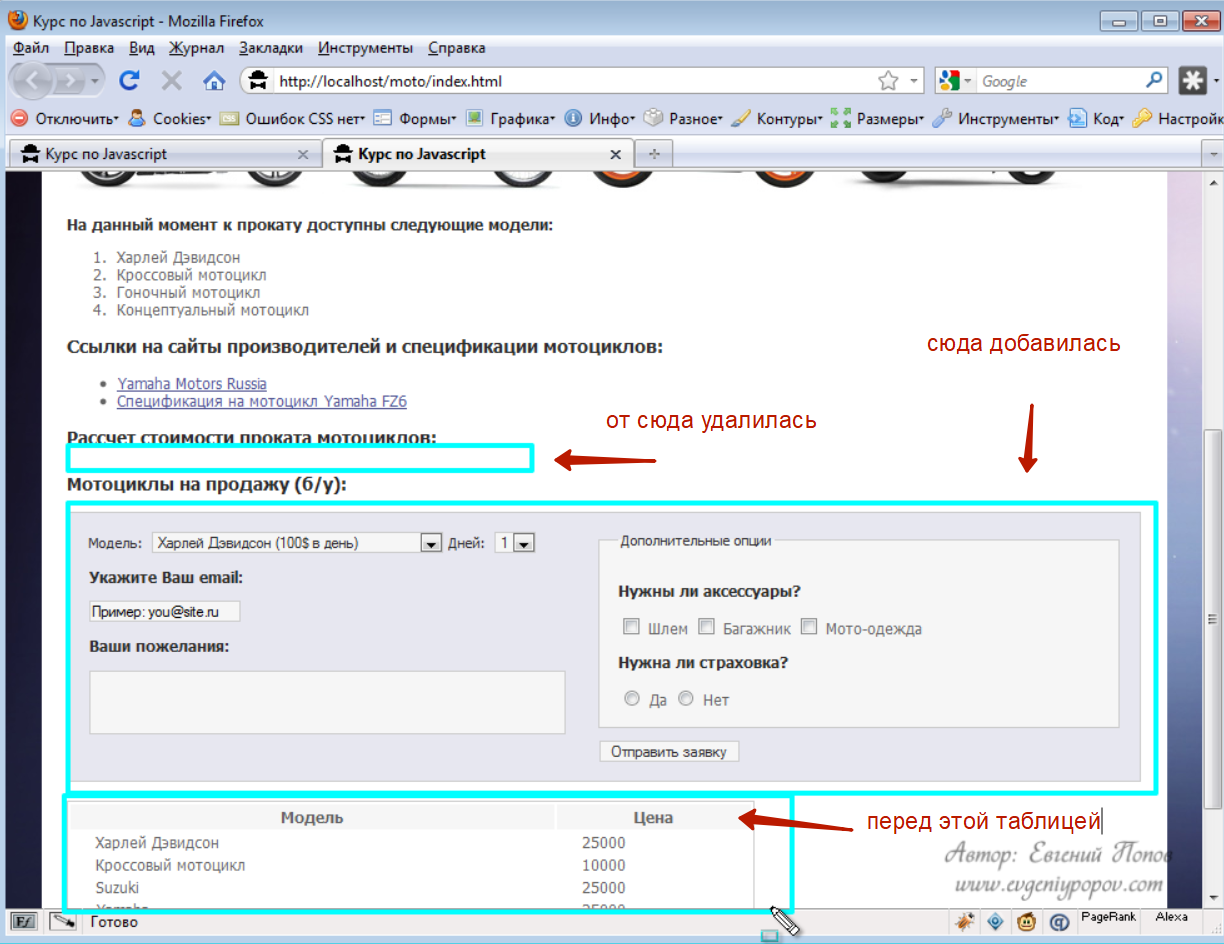 Курс по Javascript - Mozilla Firefox
Файл Правка Вид Журнал Закладки Инструменты Справка
http://localhost/moto/index.html Google
Отключить Cookies CSS Ошибок CSS нет Формы Графика Инфо Разное Контуры Размеры Инструменты Код Настройк
Курс по Javascript Курс по Javascript
На данный момент к прокату доступны следующие модели:
1. Харлей Дэвидсон
2. Кроссовый мотоцикл
3. Гоночный мотоцикл
4. Концептуальный мотоцикл
сюда добавилась
Ссылки на сайты производителей и спецификации мотоциклов:
• Yamaha Motors Russia
• Спецификация на мотоцикл Yamaha FZ6
от сюда удалилась
Рассчет стоимости проката мотоциклов:
Мотоциклы на продажу (б/у):
Модель: Харлей Дэвидсон (100$ в день) Дней: 1
Дополнительные опции
Укажите Ваш email:
Нужны ли аксессуары?
Пример: you@site.ru
Шлем Багажник Мото-одежда
Ваши пожелания:
Нужна ли страховка?
Да Нет
Отправить заявку
Модель Цена
перед этой таблицей
Харлей Дэвидсон 25000
Кроссовый мотоцикл 10000
Suzuki 25000
Yamaha 25000
Автор: Евгений Попов
www.evgeniypopov.com
Готово PageRank Alexa